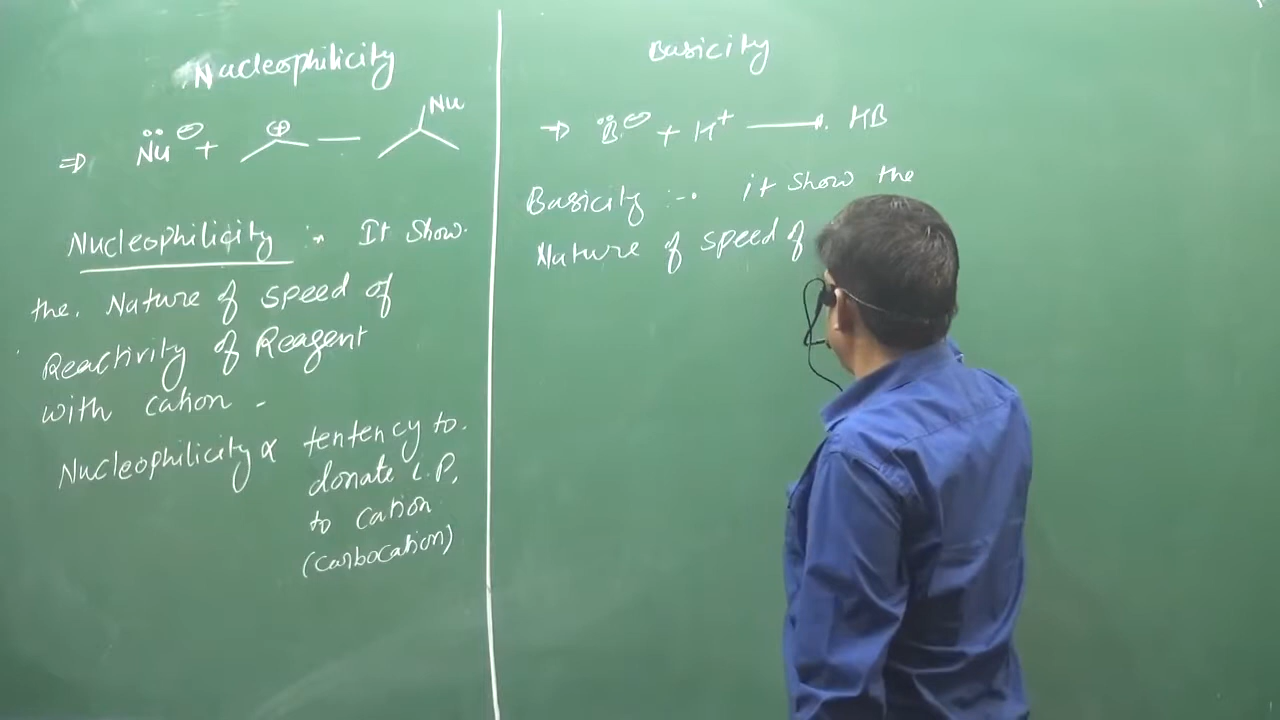 Nucleophilicity
⇒ N̈u⊖ + ⊕ — Nu
Nucleophilicity :- It Show.
the. Nature of speed of
Reactivity of Reagent
with cation -
Nucleophilicity ∝ tentency to.
donate L.P.
to cation
(carbocation)
Basicity
⇒ B̈⊖ + H⁺ ⟶ HB
Basicity :- it show the
Nature of speed of